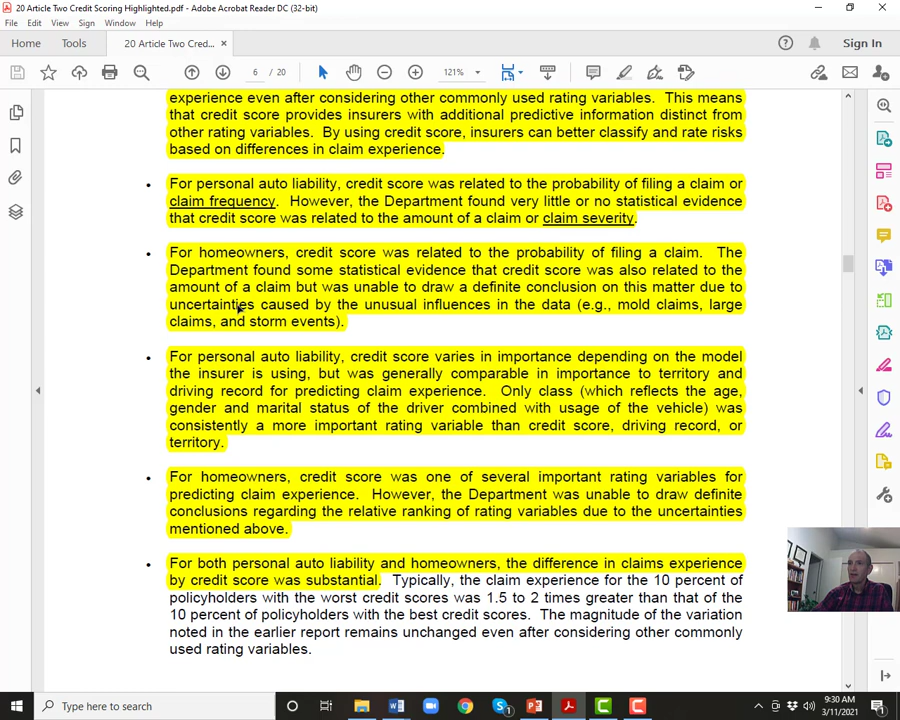 20 Article Two Credit Scoring Highlighted.pdf - Adobe Acrobat Reader DC (32-bit)
File Edit View Sign Window Help
Home Tools 20 Article Two Cred... × Sign In
6 / 20 121%
experience even after considering other commonly used rating variables. This means
that credit score provides insurers with additional predictive information distinct from
other rating variables. By using credit score, insurers can better classify and rate risks
based on differences in claim experience.
• For personal auto liability, credit score was related to the probability of filing a claim or
claim frequency. However, the Department found very little or no statistical evidence
that credit score was related to the amount of a claim or claim severity.
• For homeowners, credit score was related to the probability of filing a claim. The
Department found some statistical evidence that credit score was also related to the
amount of a claim but was unable to draw a definite conclusion on this matter due to
uncertainties caused by the unusual influences in the data (e.g., mold claims, large
claims, and storm events).
• For personal auto liability, credit score varies in importance depending on the model
the insurer is using, but was generally comparable in importance to territory and
driving record for predicting claim experience. Only class (which reflects the age,
gender and marital status of the driver combined with usage of the vehicle) was
consistently a more important rating variable than credit score, driving record, or
territory.
• For homeowners, credit score was one of several important rating variables for
predicting claim experience. However, the Department was unable to draw definite
conclusions regarding the relative ranking of rating variables due to the uncertainties
mentioned above.
• For both personal auto liability and homeowners, the difference in claims experience
by credit score was substantial. Typically, the claim experience for the 10 percent of
policyholders with the worst credit scores was 1.5 to 2 times greater than that of the
10 percent of policyholders with the best credit scores. The magnitude of the variation
noted in the earlier report remains unchanged even after considering other commonly
used rating variables.
Type here to search
9:30 AM
3/11/2021